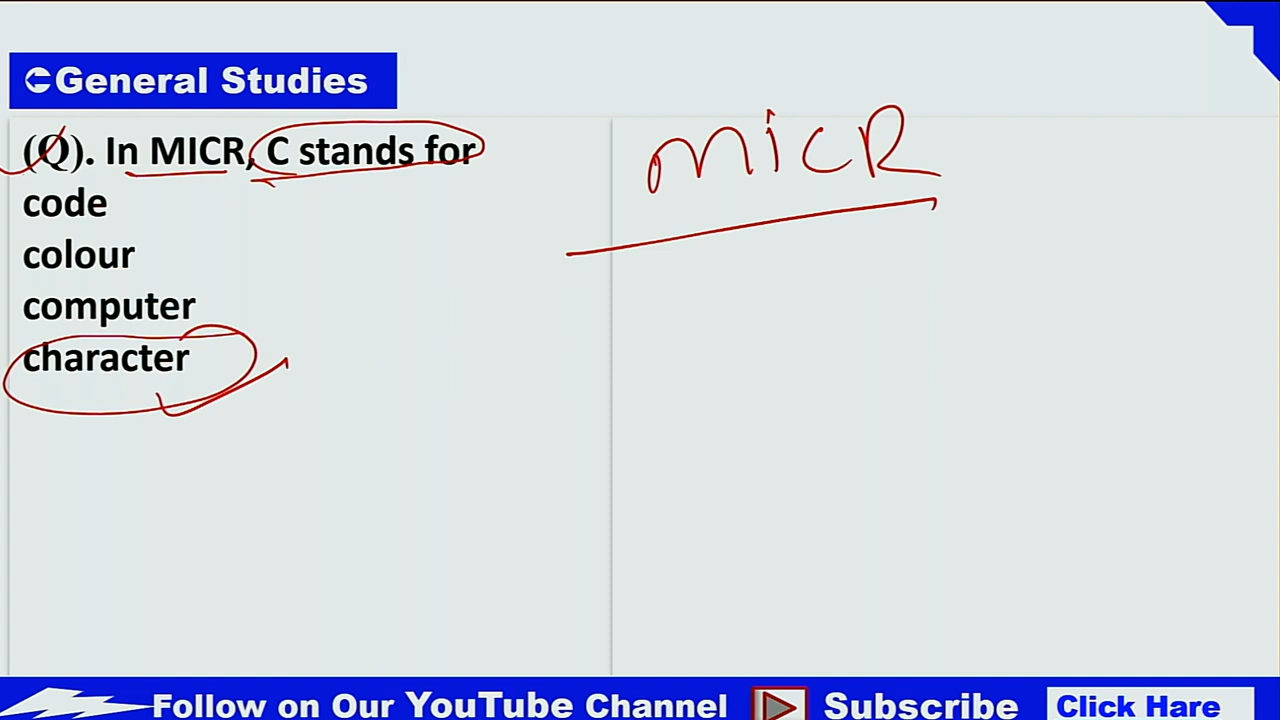 General Studies
(Q). In MICR, C stands for
code
colour
computer
character
MICR
Follow on Our YouTube Channel
Subscribe
Click Hare